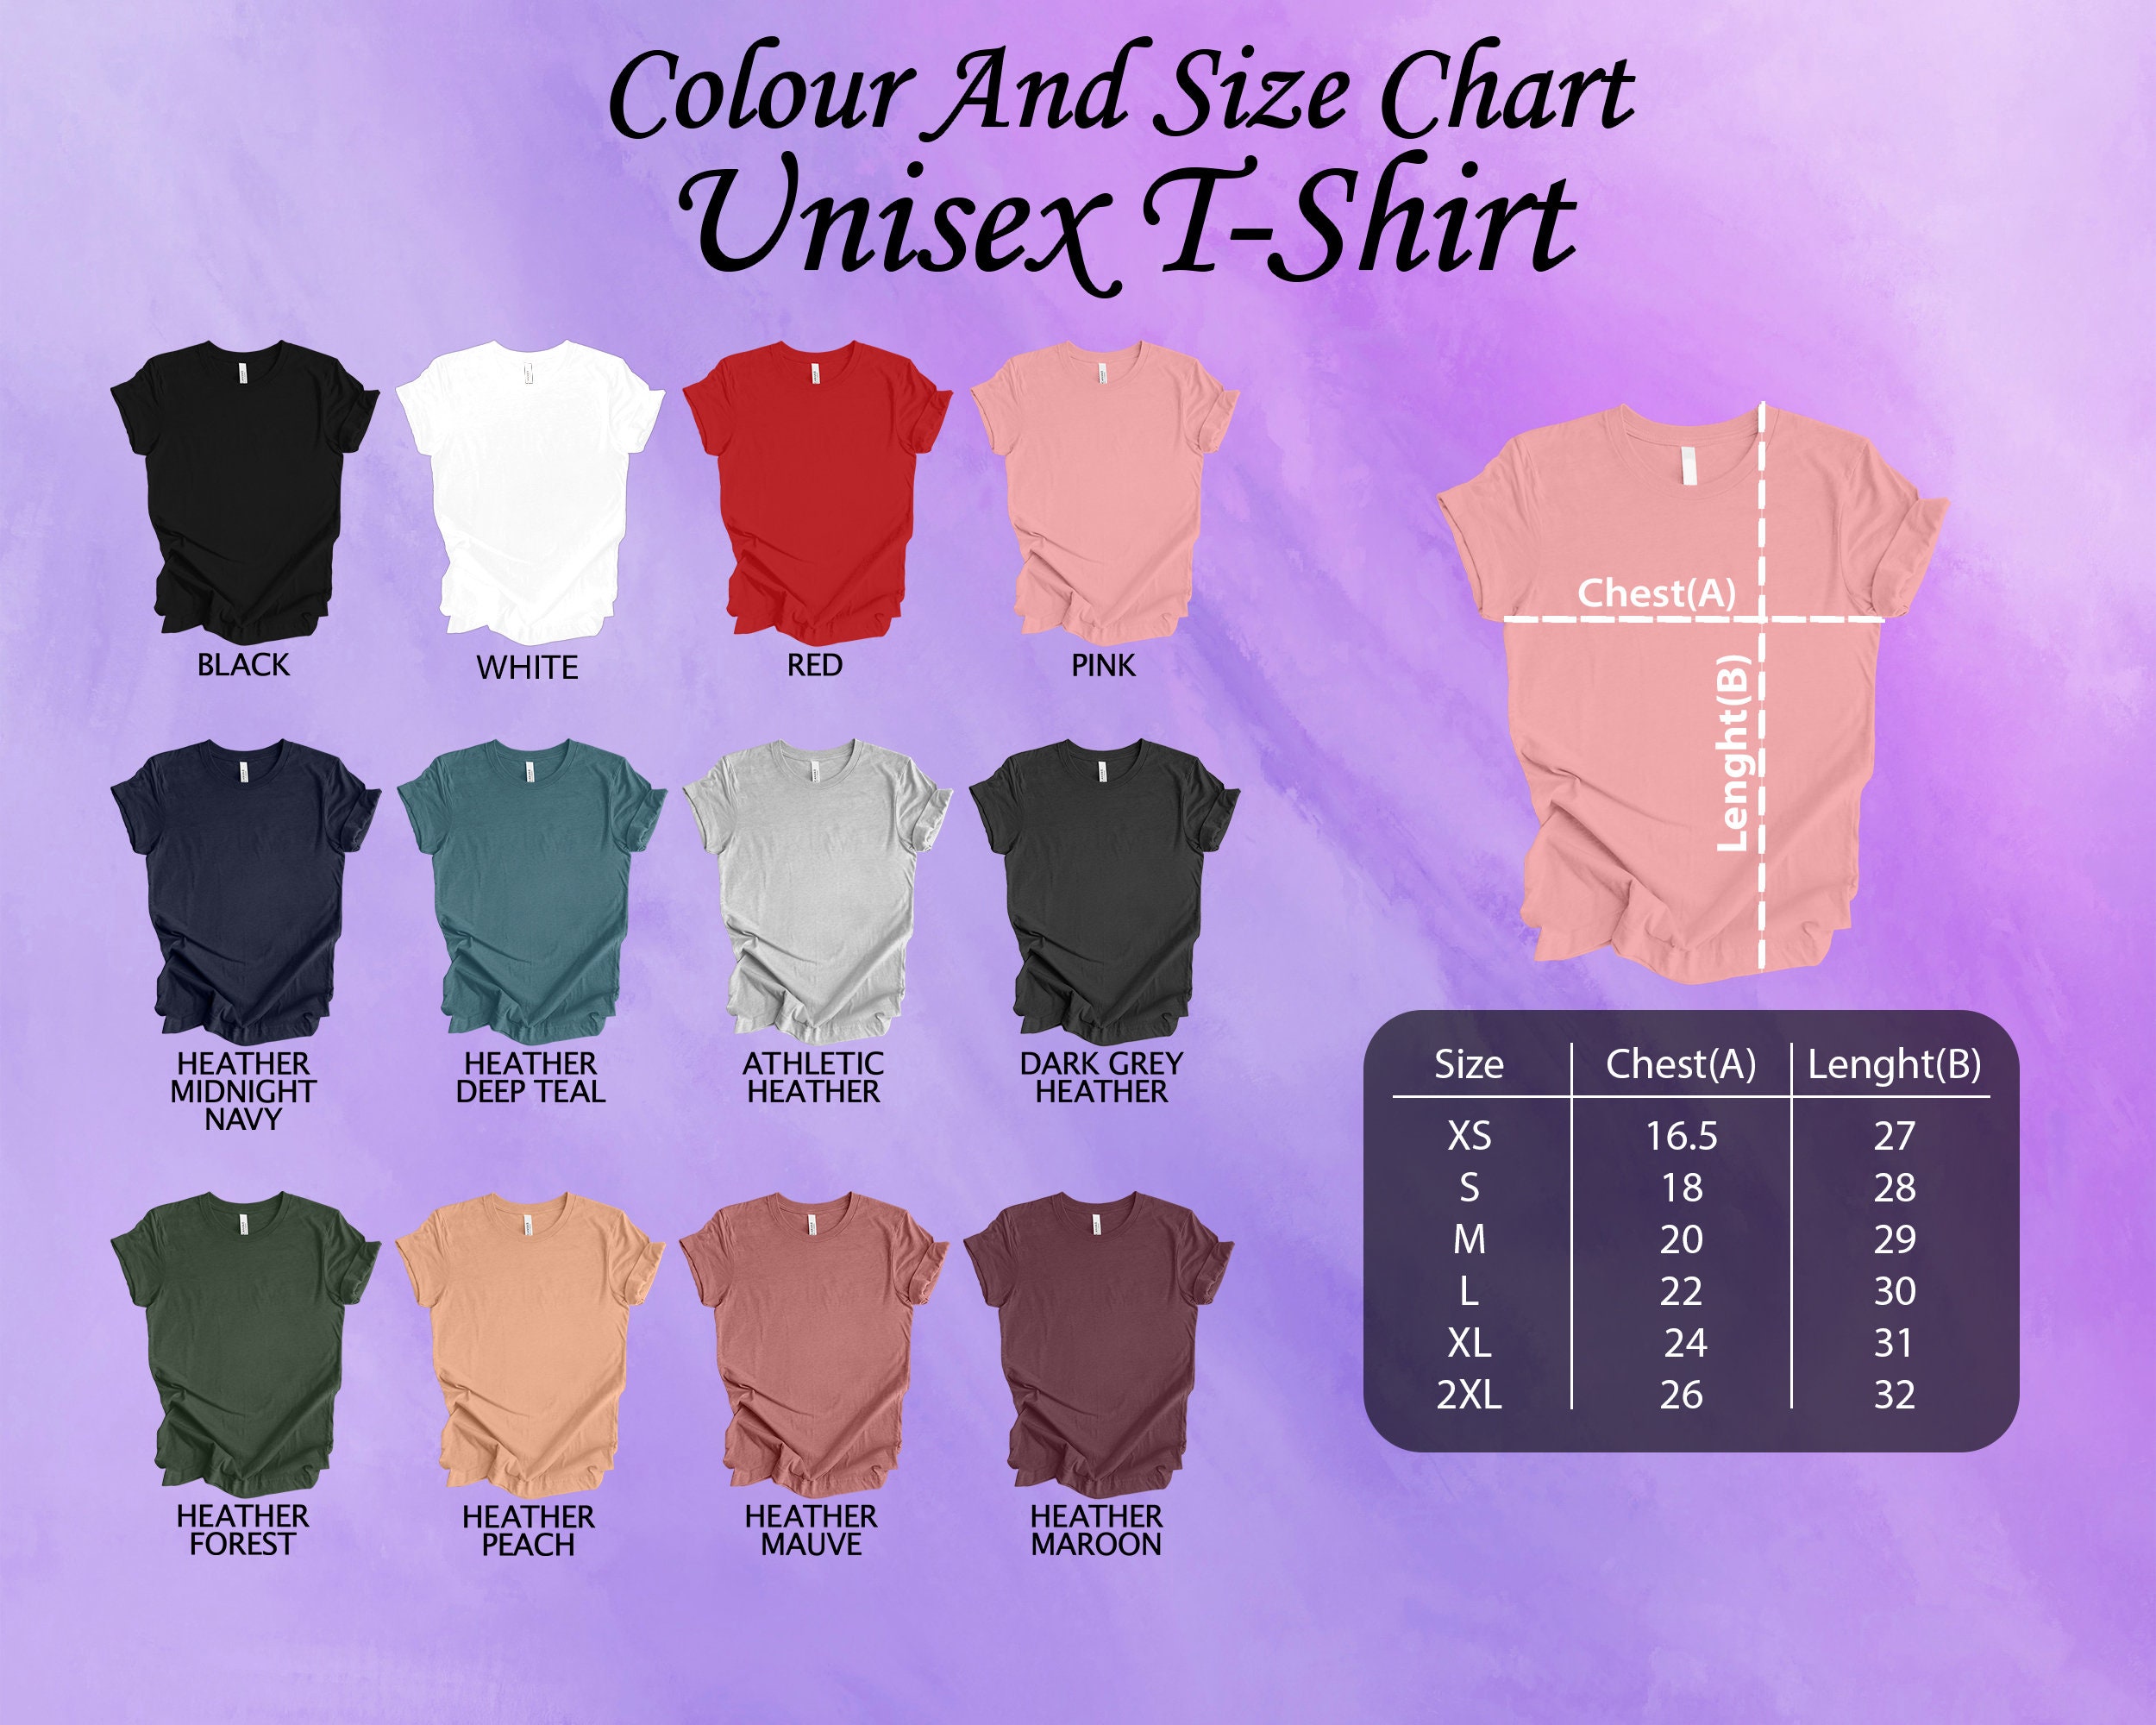 Colour And Size Chart
Unisex T-Shirt
BLACK
WHITE
RED
PINK
HEATHER
MIDNIGHT
NAVY
HEATHER
DEEP TEAL
ATHLETIC
HEATHER
DARK GREY
HEATHER
HEATHER
FOREST
HEATHER
PEACH
HEATHER
MAUVE
HEATHER
MAROON
Chest(A)
Lenght(B)
Size Chest(A) Lenght(B)
XS 16.5 27
S 18 28
M 20 29
L 22 30
XL 24 31
2XL 26 32